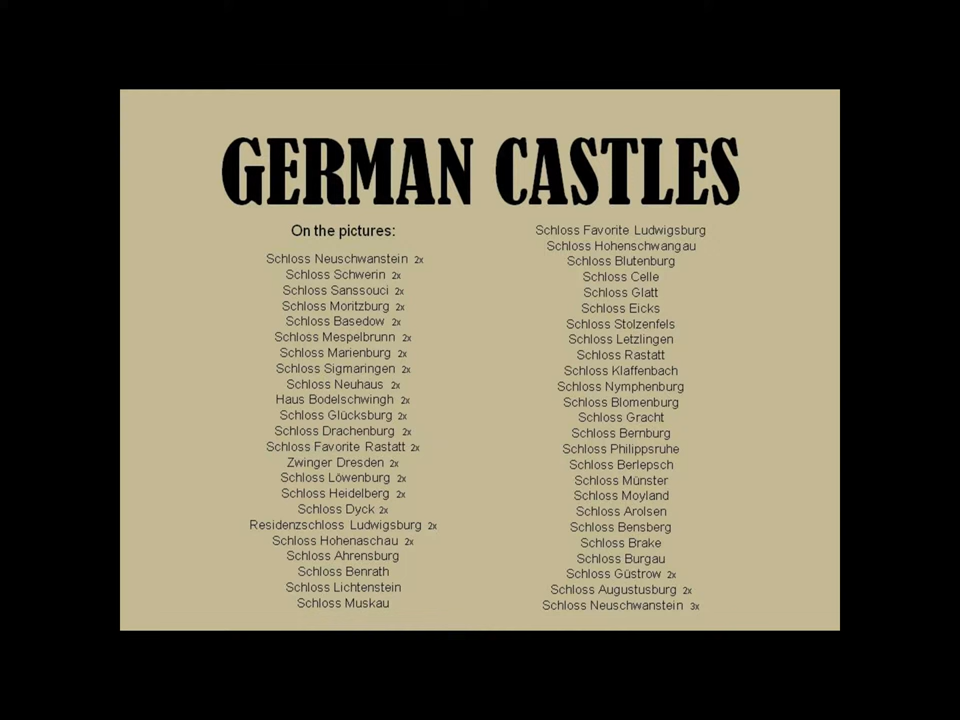 GERMAN CASTLES
On the pictures:
Schloss Neuschwanstein 2x
Schloss Schwerin 2x
Schloss Sanssouci 2x
Schloss Moritzburg 2x
Schloss Basedow 2x
Schloss Mespelbrunn 2x
Schloss Marienburg 2x
Schloss Sigmaringen 2x
Schloss Neuhaus 2x
Haus Bodelschwingh 2x
Schloss Glücksburg 2x
Schloss Drachenburg 2x
Schloss Favorite Rastatt 2x
Zwinger Dresden 2x
Schloss Löwenburg 2x
Schloss Heidelberg 2x
Schloss Dyck 2x
Residenzschloss Ludwigsburg 2x
Schloss Hohenaschau 2x
Schloss Ahrensburg
Schloss Benrath
Schloss Lichtenstein
Schloss Muskau
Schloss Favorite Ludwigsburg
Schloss Hohenschwangau
Schloss Blutenburg
Schloss Celle
Schloss Glatt
Schloss Eicks
Schloss Stolzenfels
Schloss Letzlingen
Schloss Rastatt
Schloss Klaffenbach
Schloss Nymphenburg
Schloss Blomenburg
Schloss Gracht
Schloss Bernburg
Schloss Philippsruhe
Schloss Berlepsch
Schloss Münster
Schloss Moyland
Schloss Arolsen
Schloss Bensberg
Schloss Brake
Schloss Burgau
Schloss Güstrow 2x
Schloss Augustusburg 2x
Schloss Neuschwanstein 3x